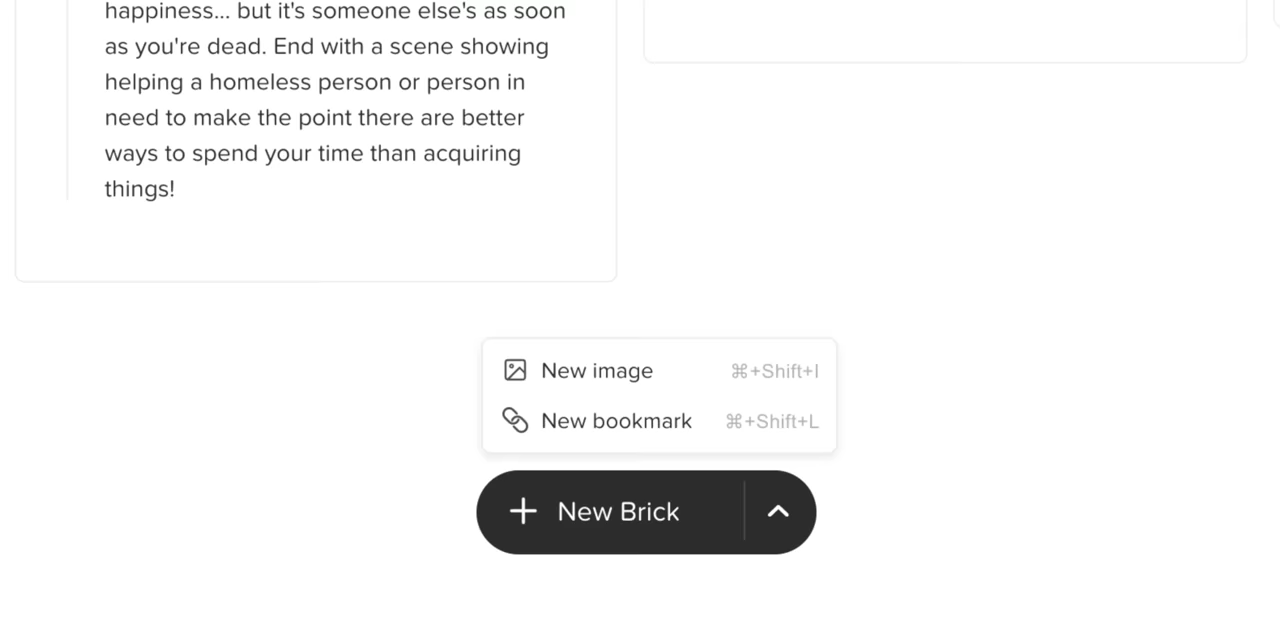 happiness... but it's someone else's as soon
as you're dead. End with a scene showing
helping a homeless person or person in
need to make the point there are better
ways to spend your time than acquiring
things!
New image ⌘+Shift+I
New bookmark ⌘+Shift+L
New Brick